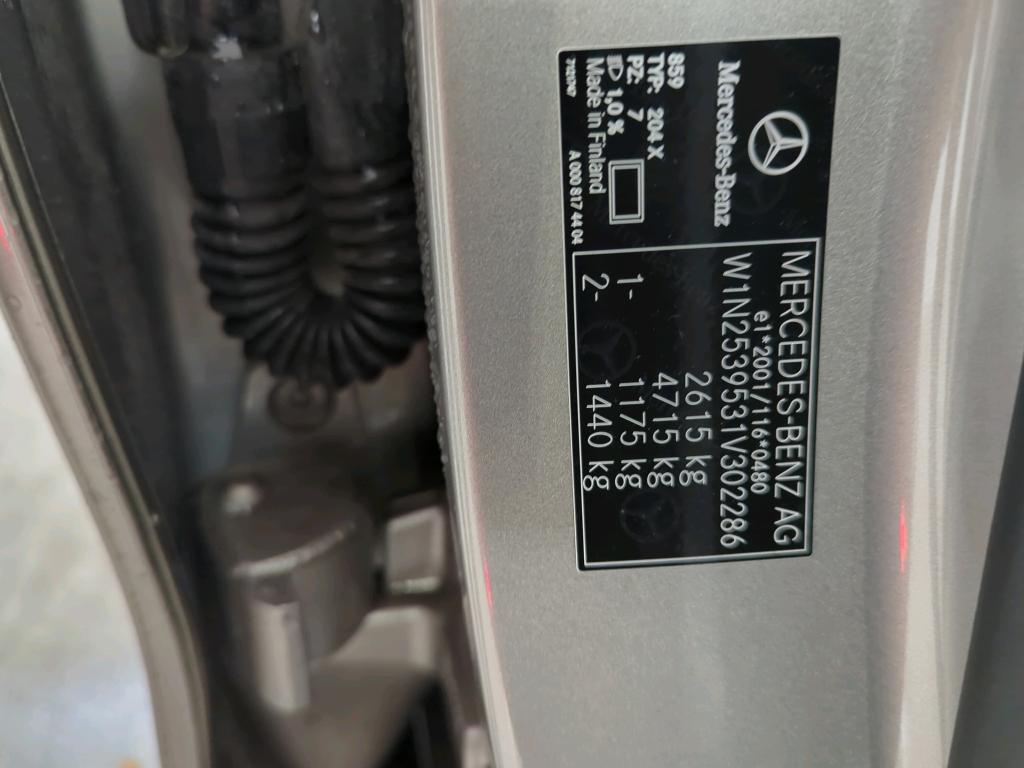 Mercedes-Benz
859
TYP: 204 X
PZ: 7
1,0 %
Made in Finland
A 000 817 44 04
MERCEDES-BENZ AG
e1*2001/116*0480
W1N2539531V302286
2615 kg
4715 kg
1- 1175 kg
2- 1440 kg